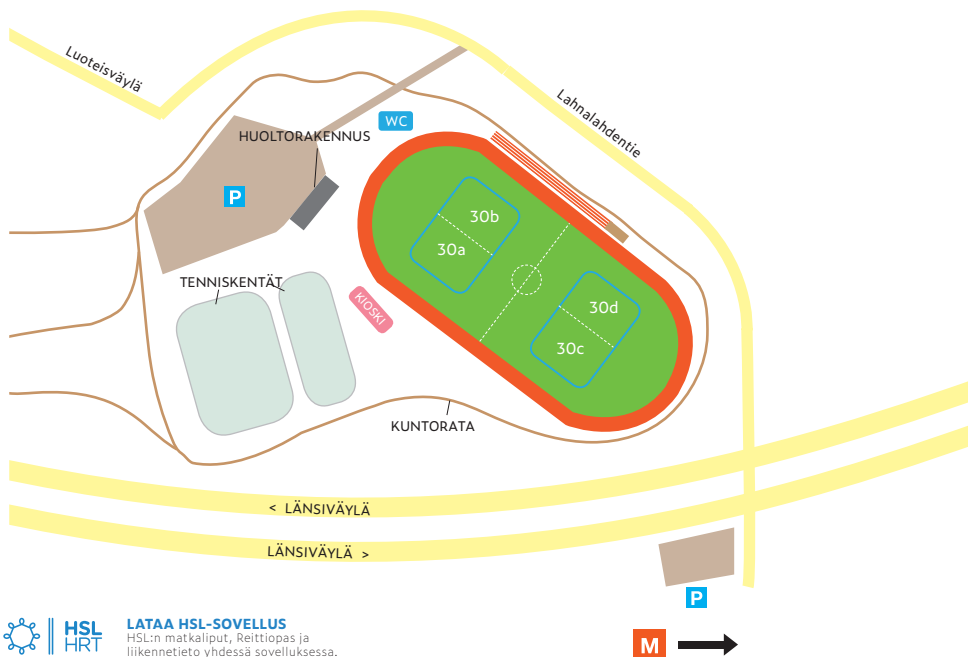 Luoteisväylä
Lahnalahdentie
WC
HUOLTORAKENNUS
P
30b
30a
TENNISKENTÄT
KIOSKI
30d
30c
KUNTORATA
< LÄNSIVÄYLÄ
LÄNSIVÄYLÄ >
P
HSL
HRT
LATAA HSL-SOVELLUS
HSL:n matkaliput, Reittiopas ja
liikennetieto yhdessä sovelluksessa.
M